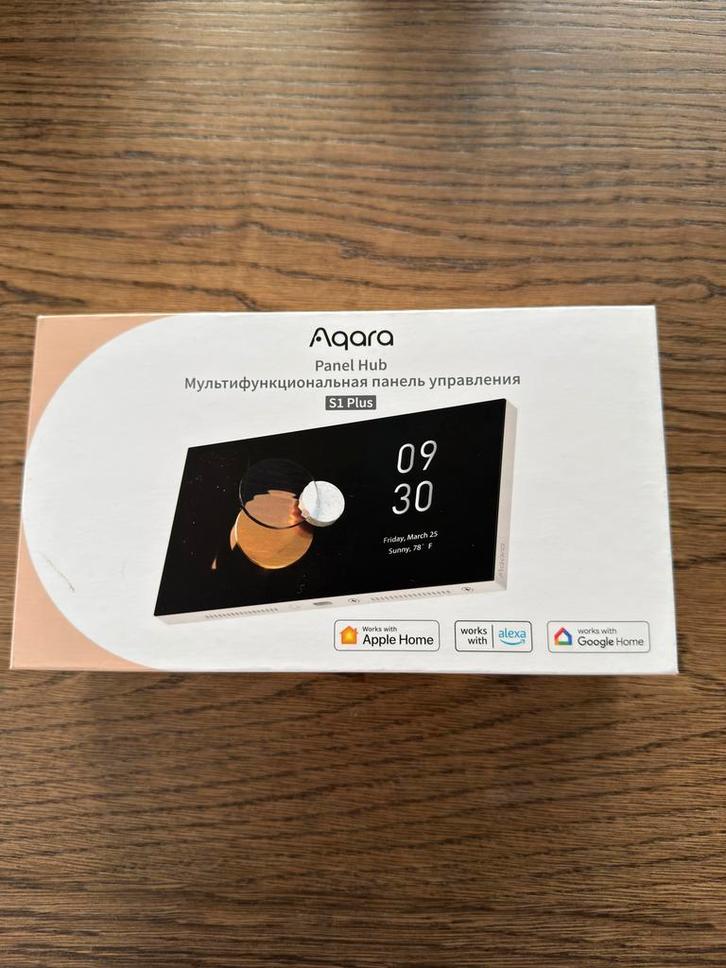 Aqara
Panel Hub
Мультифункциональная панель управления
S1 Plus
09
30
Friday, March 25
Sunny, 78° F
Aqara
Works with
Apple Home
works
with
alexa
works with
Google Home